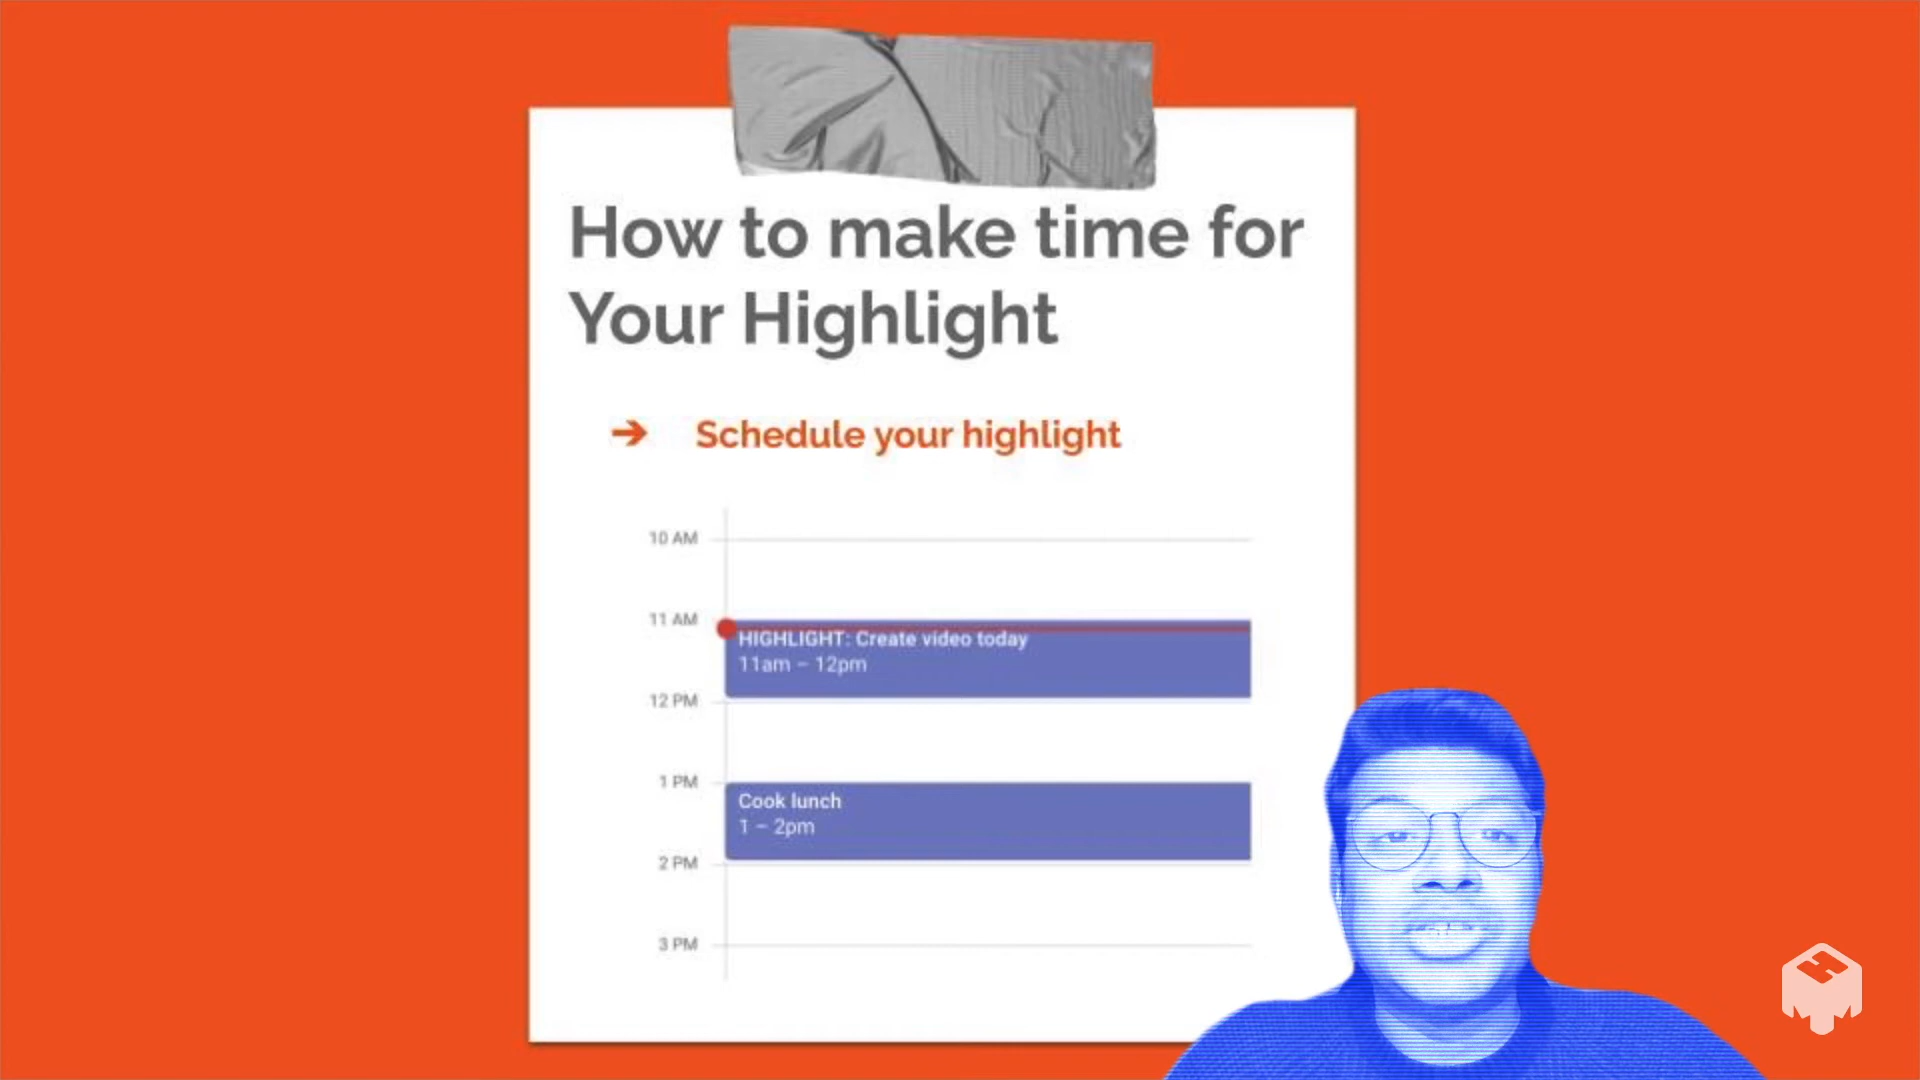 How to make time for
Your Highlight
➔ Schedule your highlight
10 AM
11 AM
HIGHLIGHT: Create video today
11am – 12pm
12 PM
1 PM
Cook lunch
1 – 2pm
2 PM
3 PM